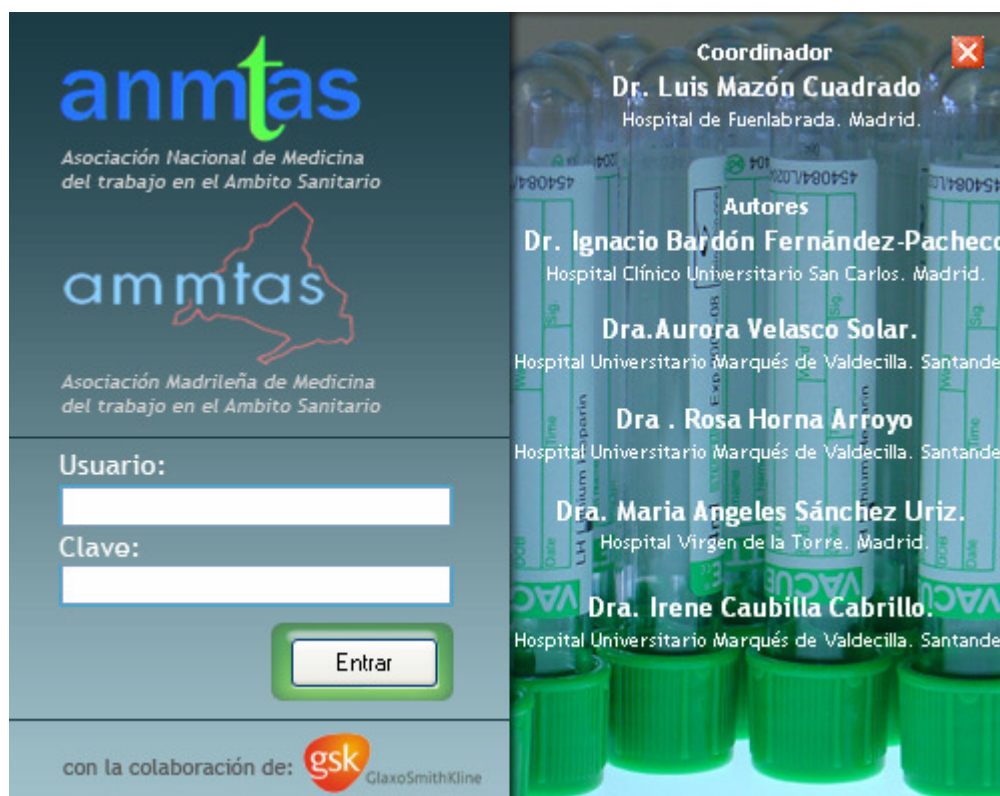 anmtas
Asociación Nacional de Medicina
del trabajo en el Ambito Sanitario
ammtas
Asociación Madrileña de Medicina
del trabajo en el Ambito Sanitario
Usuario:
Clave:
Entrar
con la colaboración de:
gsk
GlaxoSmithKline
Coordinador
Dr. Luis Mazón Cuadrado
Hospital de Fuenlabrada. Madrid.
Autores
Dr. Ignacio Bardón Fernández-Pacheco
Hospital Clínico Universitario San Carlos. Madrid.
Dra.Aurora Velasco Solar.
Hospital Universitario Marqués de Valdecilla. Santande
Dra . Rosa Horna Arroyo
Hospital Universitario Marqués de Valdecilla. Santande
Dra. Maria Angeles Sánchez Uriz.
Hospital Virgen de la Torre. Madrid.
Dra. Irene Caubilla Cabrillo.
Hospital Universitario Marqués de Valdecilla. Santande